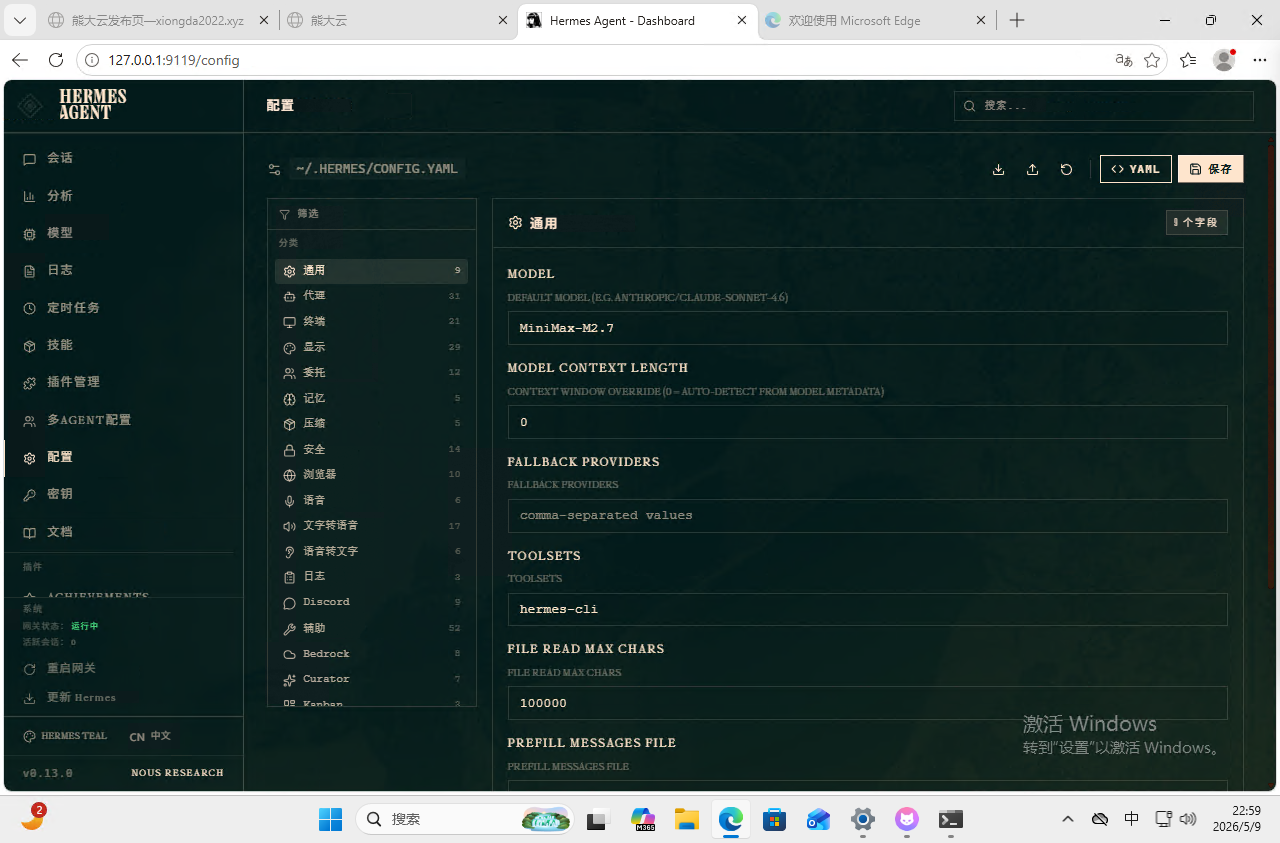 能大云发布页—xiongda2022.xyz
能大云
Hermes Agent - Dashboard
欢迎使用 Microsoft Edge
127.0.0.1:9119/config
HERMES
AGENT
配置
搜索...
会话
分析
模型
日志
定时任务
技能
插件管理
多AGENT配置
配置
密钥
文档
插件
ACHIEVEMENTS
系统
网关状态: 运行中
活跃会话: 0
重启网关
更新 Hermes
HERMES TEAL
CN 中文
v0.13.0
NOUS RESEARCH
~/.HERMES/CONFIG.YAML
YAML
保存
筛选
分类
通用 9
代理 31
终端 21
显示 29
委托 12
记忆 5
压缩 5
安全 14
浏览器 10
语音 6
文字转语音 17
语音转文字 6
日志 3
Discord 9
辅助 52
Bedrock 8
Curator 7
Kanban
通用
个字段
MODEL
DEFAULT MODEL (E.G. ANTHROPIC/CLAUDE-SONNET-4.6)
MiniMax-M2.7
MODEL CONTEXT LENGTH
CONTEXT WINDOW OVERRIDE (0 = AUTO-DETECT FROM MODEL METADATA)
0
FALLBACK PROVIDERS
FALLBACK PROVIDERS
comma-separated values
TOOLSETS
TOOLSETS
hermes-cli
FILE READ MAX CHARS
FILE READ MAX CHARS
100000
PREFILL MESSAGES FILE
PREFILL MESSAGES FILE
激活 Windows
转到"设置"以激活 Windows。
2
搜索
M365
中
22:59
2026/5/9